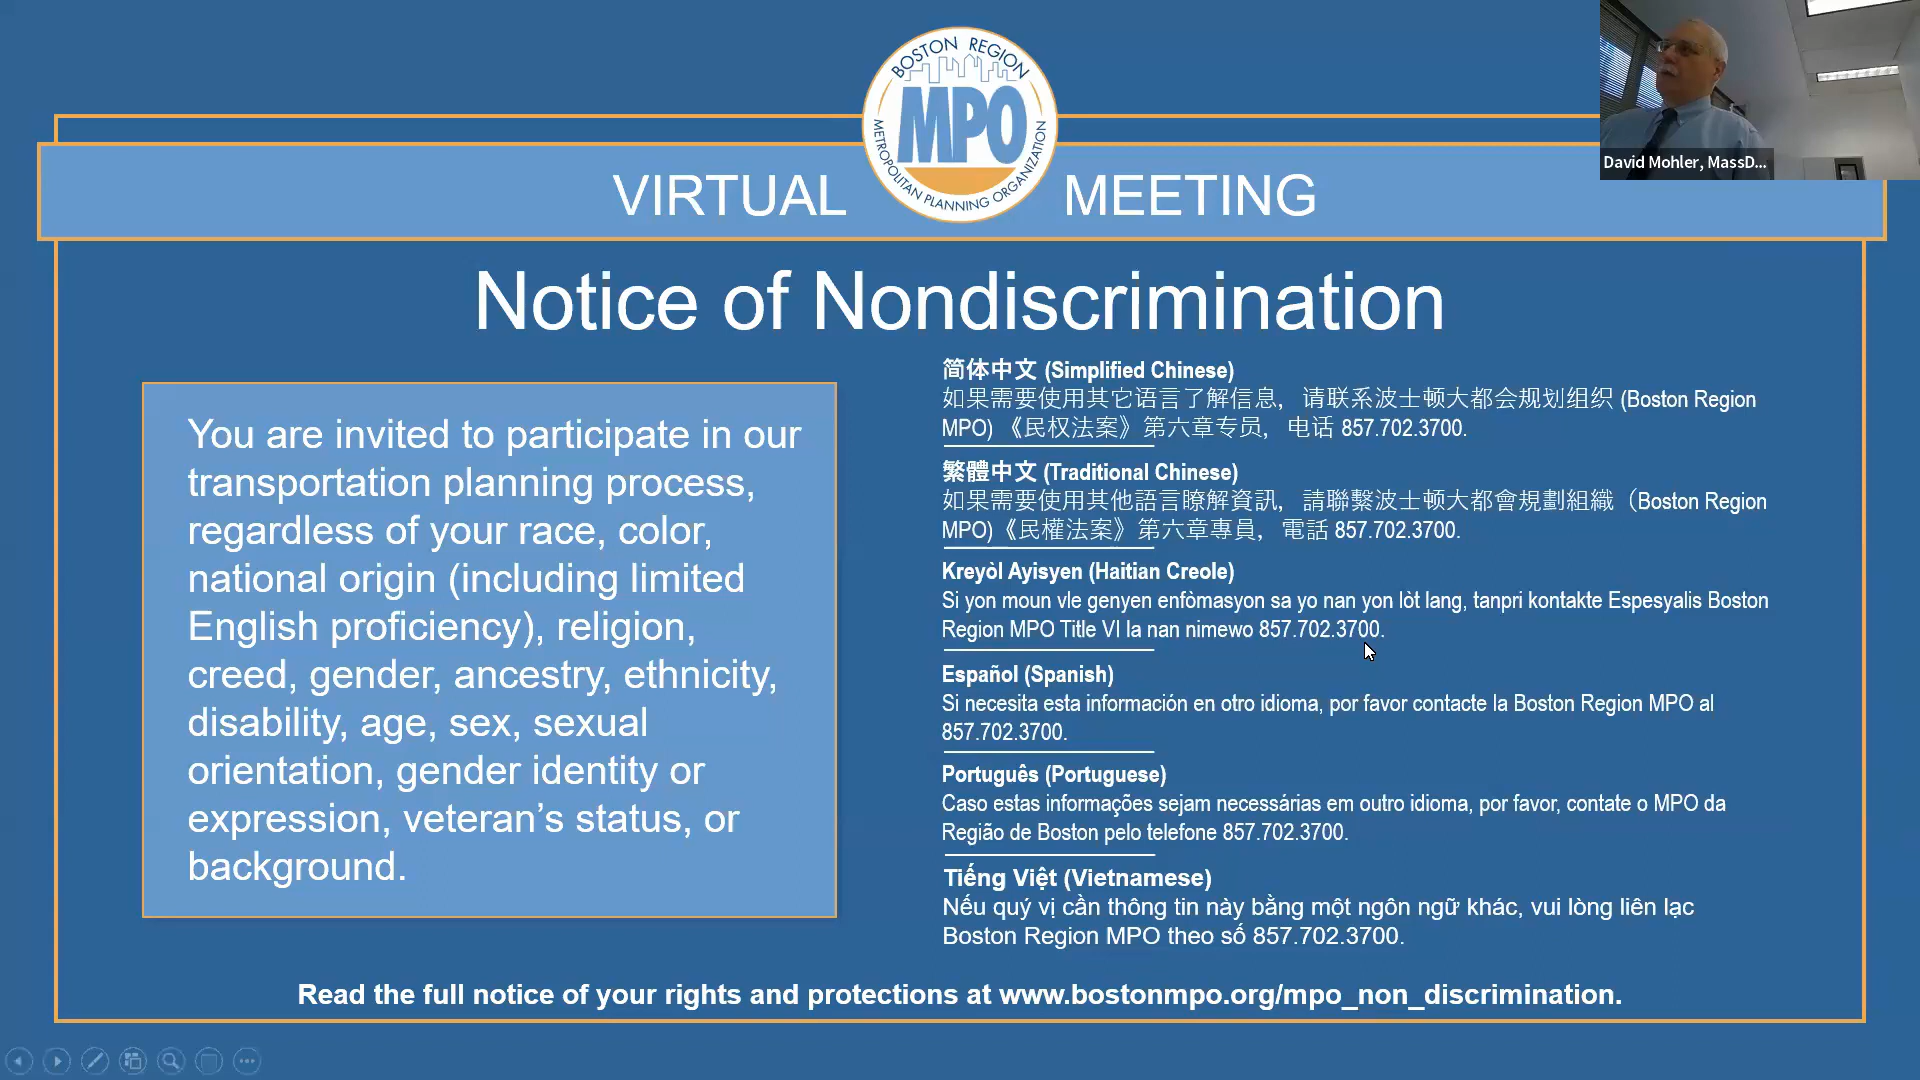 BOSTON REGION
MPO
METROPOLITAN PLANNING ORGANIZATION
VIRTUAL MEETING
David Mohler, MassD...
Notice of Nondiscrimination
You are invited to participate in our
transportation planning process,
regardless of your race, color,
national origin (including limited
English proficiency), religion,
creed, gender, ancestry, ethnicity,
disability, age, sex, sexual
orientation, gender identity or
expression, veteran’s status, or
background.
简体中文 (Simplified Chinese)
如果需要使用其它语言了解信息，请联系波士顿大都会规划组织 (Boston Region
MPO) 《民权法案》第六章专员，电话 857.702.3700.
繁體中文 (Traditional Chinese)
如果需要使用其他語言瞭解資訊，請聯繫波士顿大都會規劃組織（Boston Region
MPO)《民權法案》第六章專員，電話 857.702.3700.
Kreyòl Ayisyen (Haitian Creole)
Si yon moun vle genyen enfòmasyon sa yo nan yon lòt lang, tanpri kontakte Espesyalis Boston
Region MPO Title VI la nan nimewo 857.702.3700.
Español (Spanish)
Si necesita esta información en otro idioma, por favor contacte la Boston Region MPO al
857.702.3700.
Português (Portuguese)
Caso estas informações sejam necessárias em outro idioma, por favor, contate o MPO da
Região de Boston pelo telefone 857.702.3700.
Tiếng Việt (Vietnamese)
Nếu quý vị cần thông tin này bằng một ngôn ngữ khác, vui lòng liên lạc
Boston Region MPO theo số 857.702.3700.
Read the full notice of your rights and protections at www.bostonmpo.org/mpo_non_discrimination.